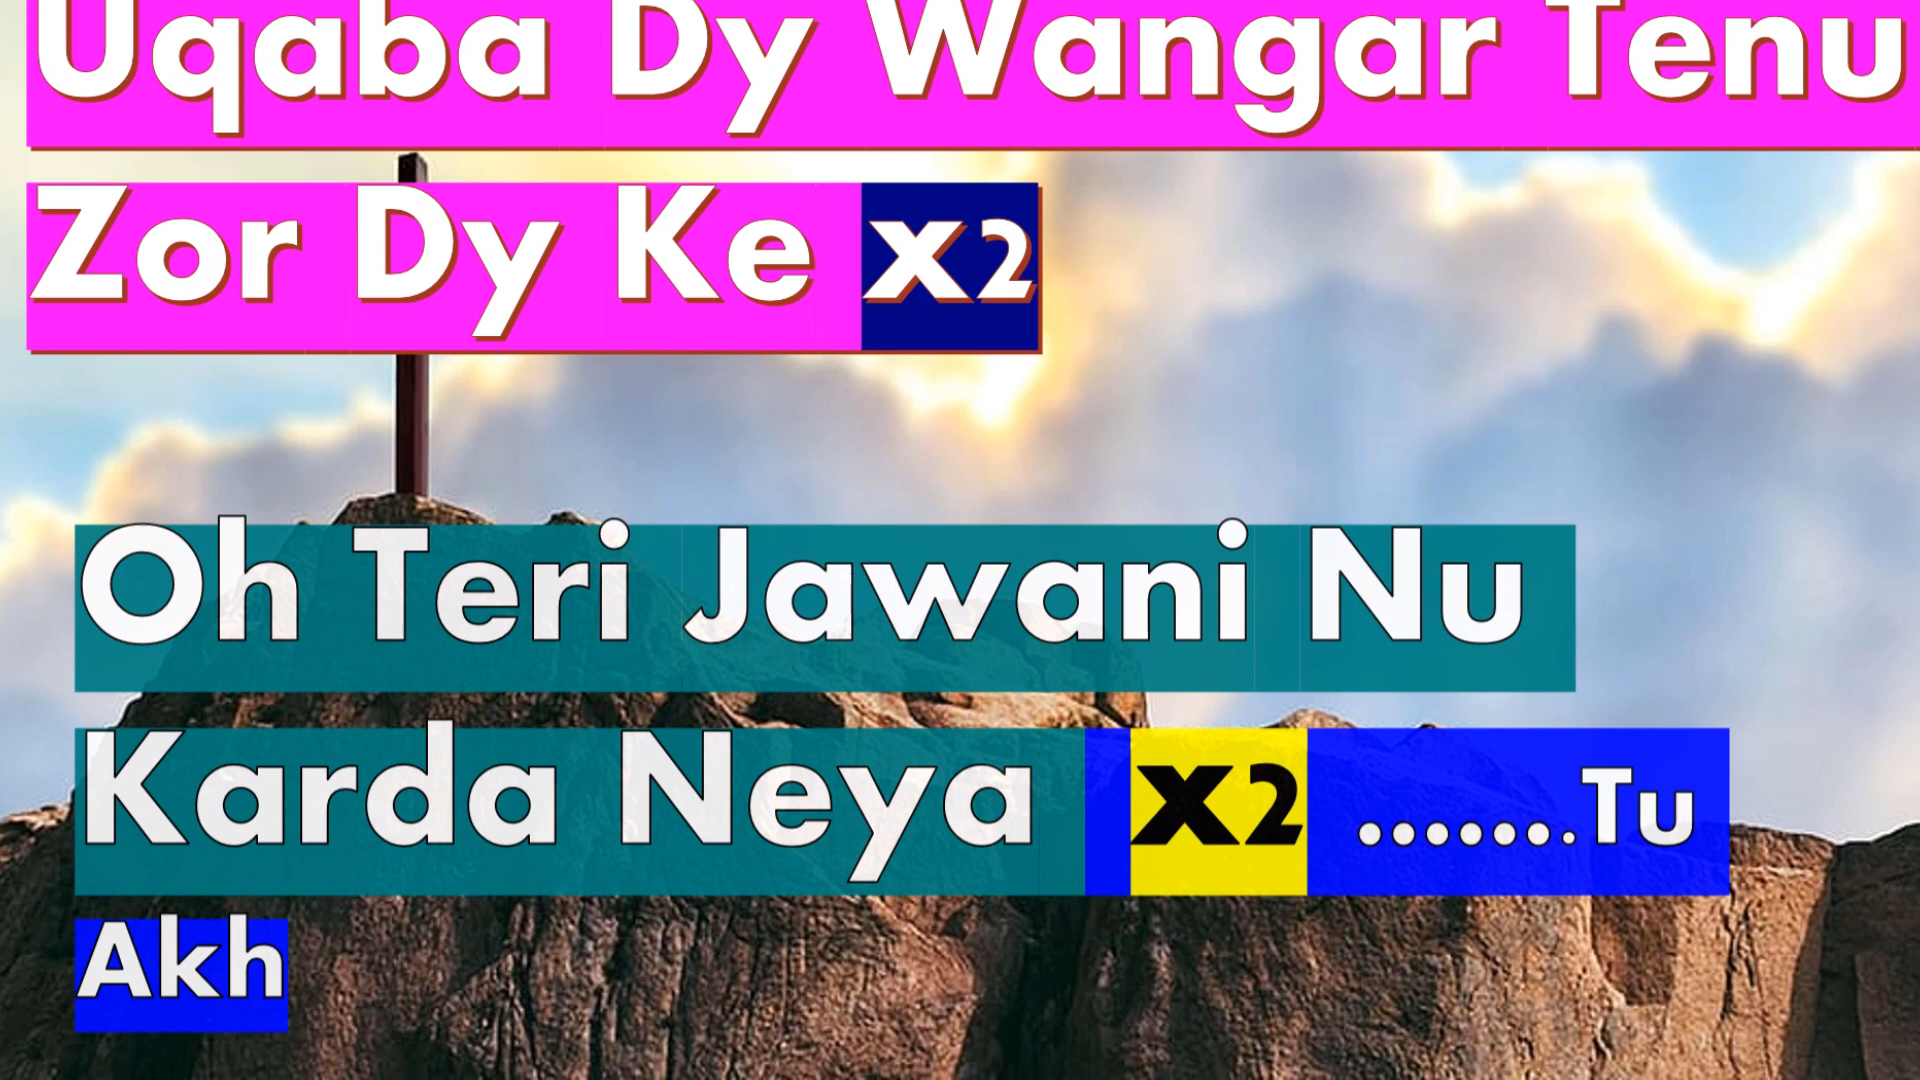 Uqaba Dy Wangar Tenu
Zor Dy Ke x2
Oh Teri Jawani Nu
Karda Neya X2 .......Tu
Akh